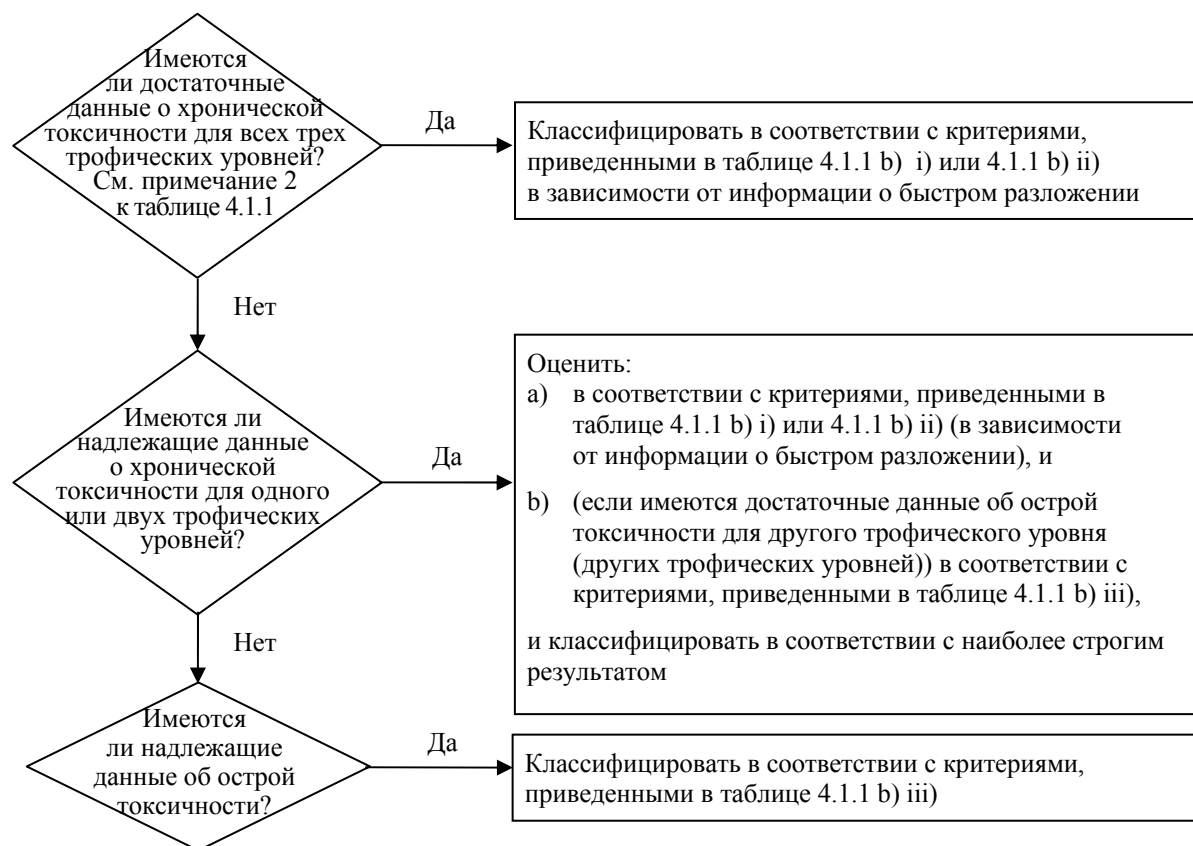 Имеются
ли достаточные
данные о хронической
токсичности для всех трех
трофических уровней?
См. примечание 2
к таблице 4.1.1
Да
Классифицировать в соответствии с критериями,
приведенными в таблице 4.1.1 b) i) или 4.1.1 b) ii)
в зависимости от информации о быстром разложении
Нет
Имеются ли
надлежащие данные
о хронической
токсичности для одного
или двух трофических
уровней?
Да
Оценить:
a) в соответствии с критериями, приведенными в
таблице 4.1.1 b) i) или 4.1.1 b) ii) (в зависимости
от информации о быстром разложении), и
b) (если имеются достаточные данные об острой
токсичности для другого трофического уровня
(других трофических уровней)) в соответствии с
критериями, приведенными в таблице 4.1.1 b) iii),
и классифицировать в соответствии с наиболее строгим
результатом
Нет
Имеются
ли надлежащие
данные об острой
токсичности?
Да
Классифицировать в соответствии с критериями,
приведенными в таблице 4.1.1 b) iii)